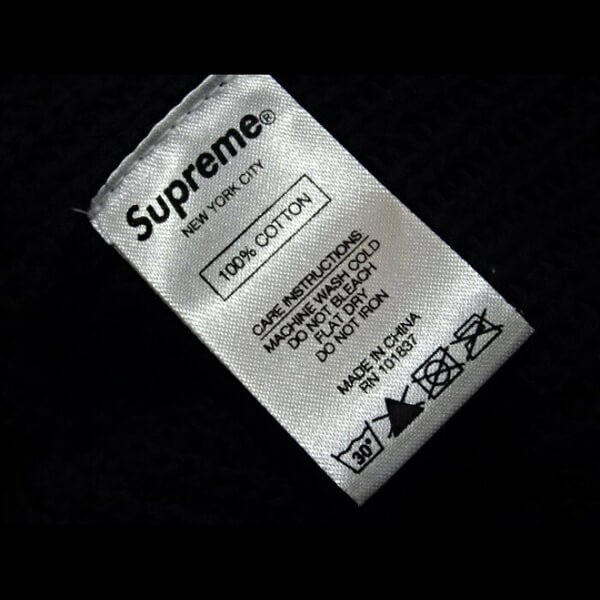 Supreme®
NEW YORK CITY
100% COTTON
CARE INSTRUCTIONS
MACHINE WASH COLD
DO NOT BLEACH
FLAT DRY
DO NOT IRON
MADE IN CHINA
RN 101837
30°